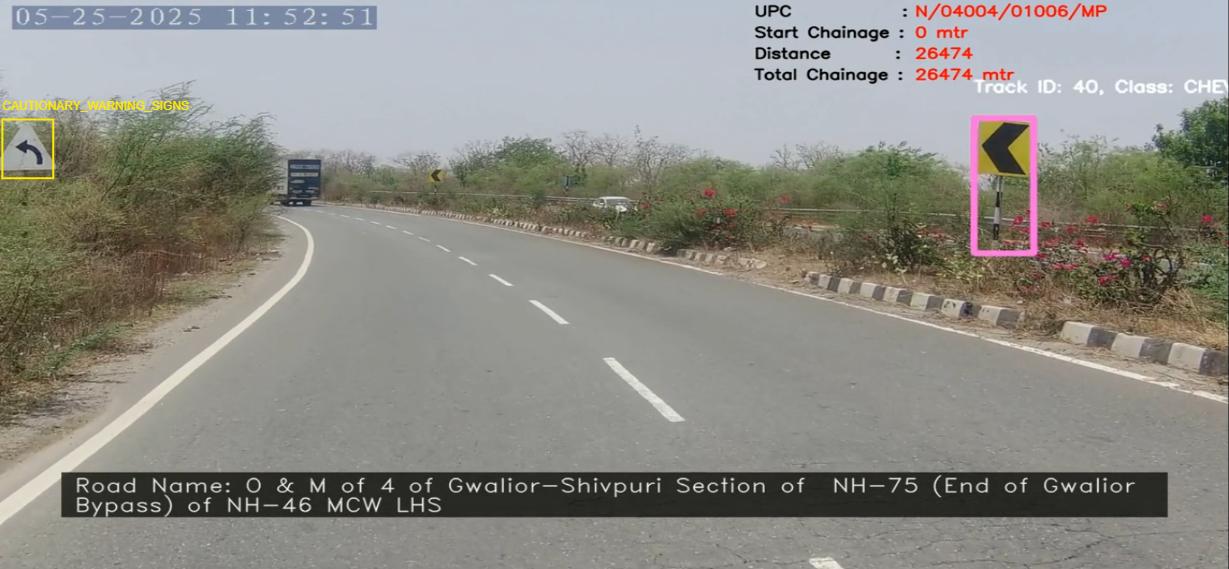 05-25-2025 11:52:51
UPC : N/04004/01006/MP
Start Chainage : 0 mtr
Distance : 26474
Total Chainage : 26474 mtr
Track ID: 40, Class: CHEV
CAUTIONARY_WARNING_SIGNS
Road Name: O & M of 4 of Gwalior-Shivpuri Section of NH-75 (End of Gwalior
Bypass) of NH-46 MCW LHS